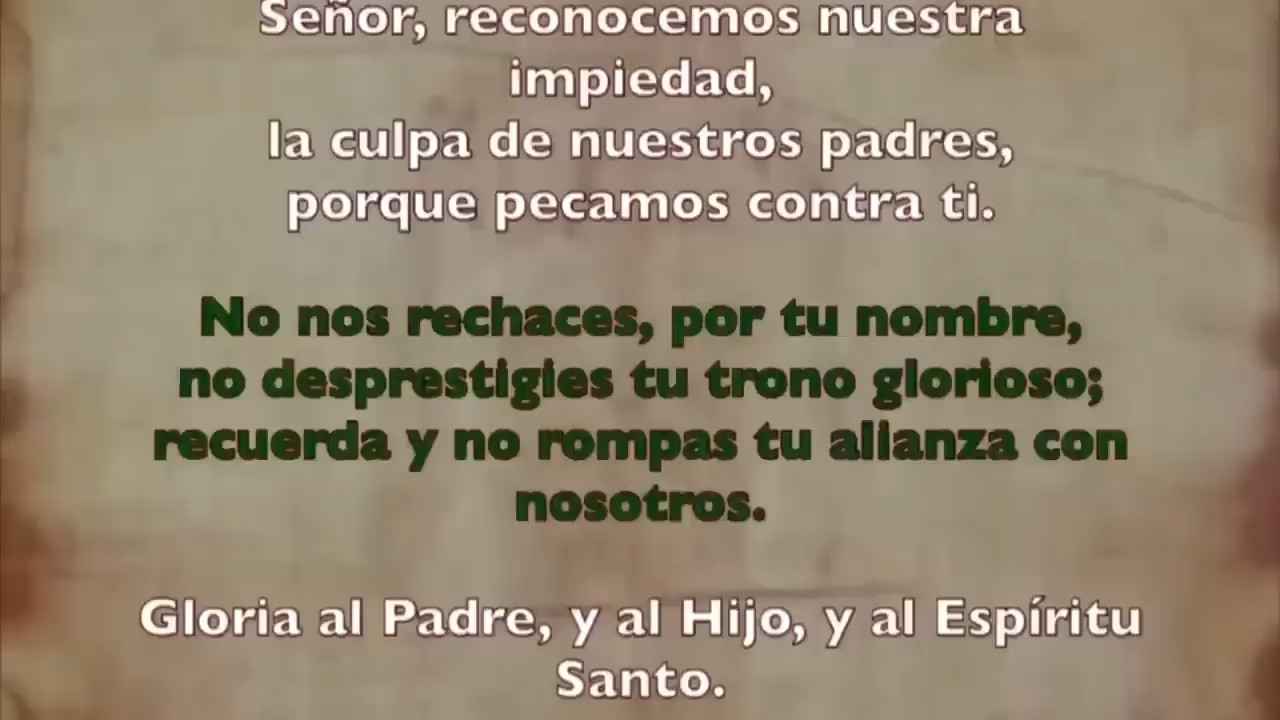 Señor, reconocemos nuestra
impiedad,
la culpa de nuestros padres,
porque pecamos contra ti.
No nos rechaces, por tu nombre,
no desprestigies tu trono glorioso;
recuerda y no rompas tu alianza con
nosotros.
Gloria al Padre, y al Hijo, y al Espíritu
Santo.